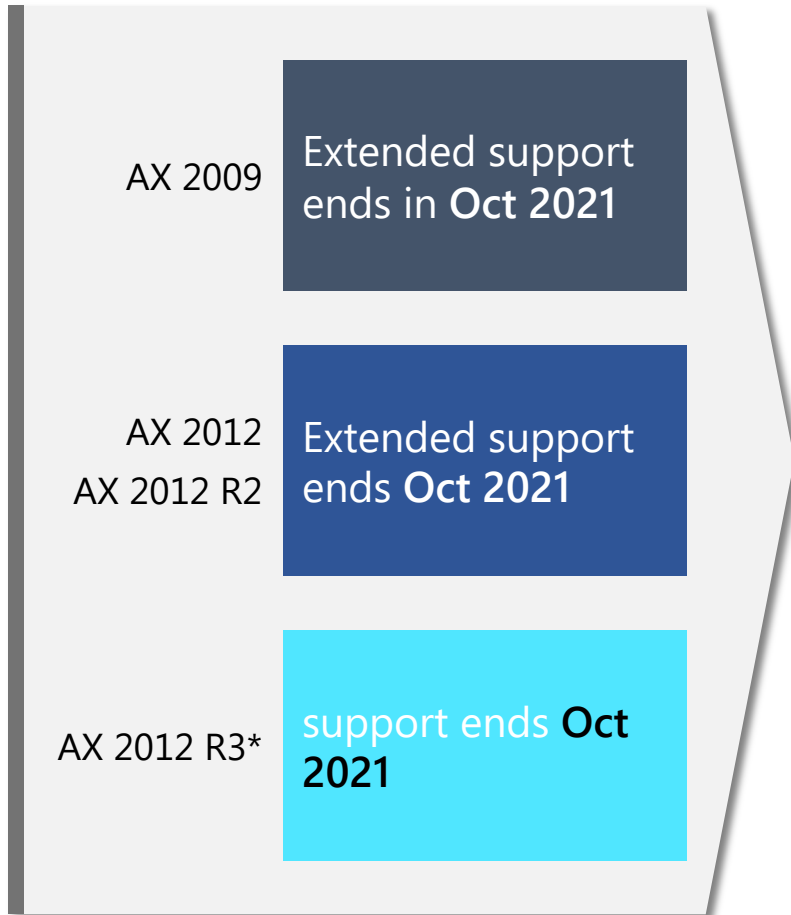 AX 2009
Extended support
ends in Oct 2021
AX 2012
AX 2012 R2
Extended support
ends Oct 2021
AX 2012 R3*
support ends Oct
2021